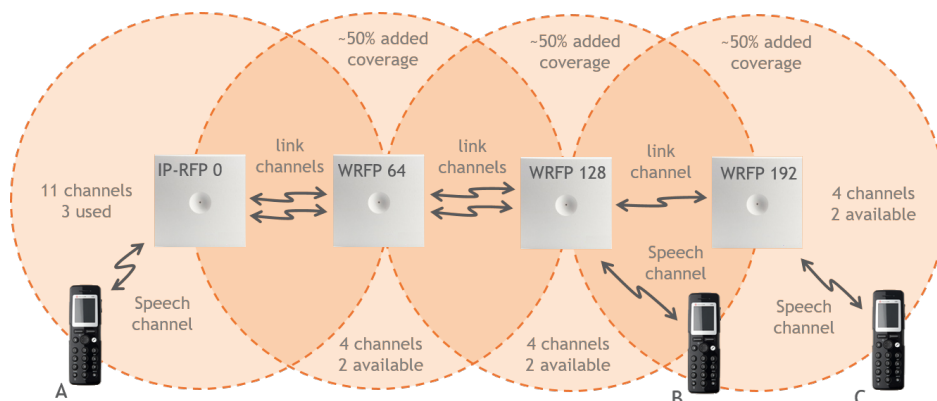 ~50% added
coverage
~50% added
coverage
~50% added
coverage
IP-RFP 0
link
channels
WRFP 64
link
channels
WRFP 128
link
channel
WRFP 192
11 channels
3 used
4 channels
2 available
Speech
channel
Speech
channel
Speech
channel
4 channels
2 available
4 channels
2 available
A
B
C